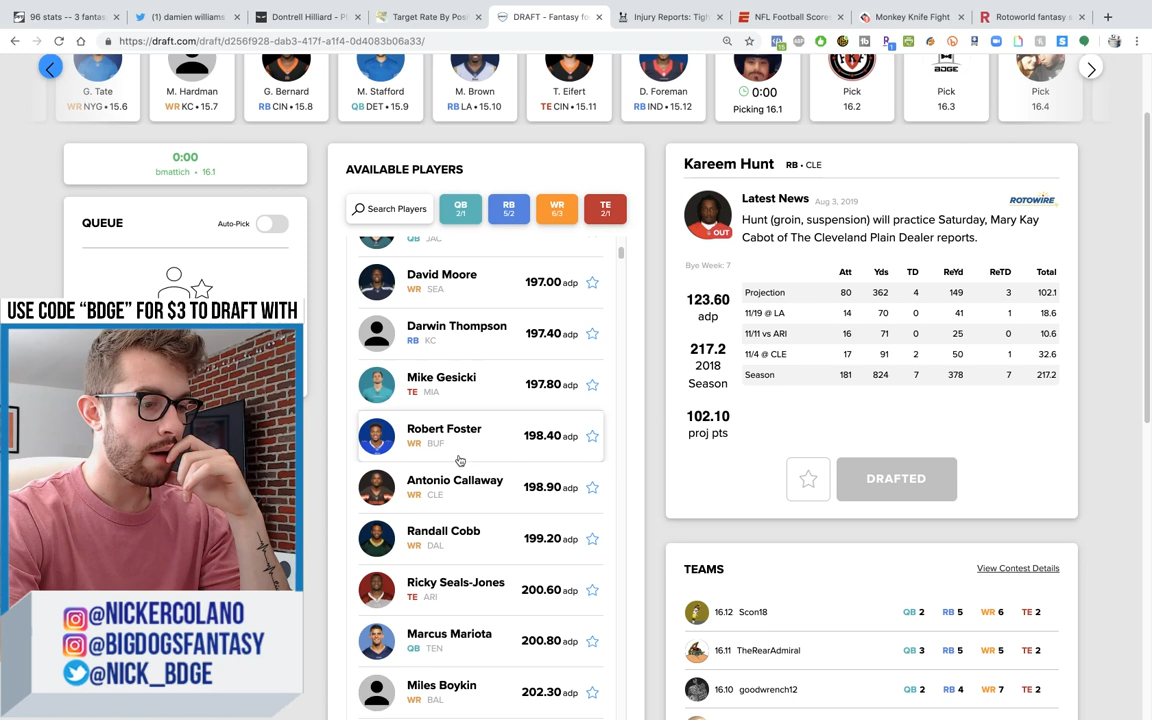 96 stats -- 3 fantas
(1) damien williams
Dontrell Hilliard - Pl
Target Rate By Posi
DRAFT - Fantasy fo
Injury Reports: Tigh
NFL Football Scores
Monkey Knife Fight
Rotoworld fantasy s
https://draft.com/draft/d256f928-dab3-417f-a1f4-0d4083b06a33/
G. Tate
WR NYG • 15.6
M. Hardman
WR KC • 15.7
G. Bernard
RB CIN • 15.8
M. Stafford
QB DET • 15.9
M. Brown
RB LA • 15.10
T. Eifert
TE CIN • 15.11
D. Foreman
RB IND • 15.12
0:00
Picking 16.1
Pick
16.2
BDGE
Pick
16.3
Pick
16.4
0:00
bmattich • 16.1
QUEUE
Auto-Pick
AVAILABLE PLAYERS
Search Players
QB
2/1
RB
5/2
WR
6/3
TE
2/1
QB JAC
David Moore
WR SEA
197.00 adp
Darwin Thompson
RB KC
197.40 adp
Mike Gesicki
TE MIA
197.80 adp
Robert Foster
WR BUF
198.40 adp
Antonio Callaway
WR CLE
198.90 adp
Randall Cobb
WR DAL
199.20 adp
Ricky Seals-Jones
TE ARI
200.60 adp
Marcus Mariota
QB TEN
200.80 adp
Miles Boykin
WR BAL
202.30 adp
Kareem Hunt RB • CLE
OUT
Latest News Aug 3, 2019
ROTOWIRE
Hunt (groin, suspension) will practice Saturday, Mary Kay
Cabot of The Cleveland Plain Dealer reports.
Bye Week: 7
123.60
adp
217.2
2018
Season
102.10
proj pts
Att Yds TD ReYd ReTD Total
Projection 80 362 4 149 3 102.1
11/19 @ LA 14 70 0 41 1 18.6
11/11 vs ARI 16 71 0 25 0 10.6
11/4 @ CLE 17 91 2 50 1 32.6
Season 181 824 7 378 7 217.2
DRAFTED
TEAMS
View Contest Details
16.12 Scon18 QB 2 RB 5 WR 6 TE 2
16.11 TheRearAdmiral QB 3 RB 5 WR 5 TE 2
16.10 goodwrench12 QB 2 RB 4 WR 7 TE 2
USE CODE “BDGE” FOR $3 TO DRAFT WITH
@NICKERCOLANO
@BIGDOGSFANTASY
@NICK_BDGE